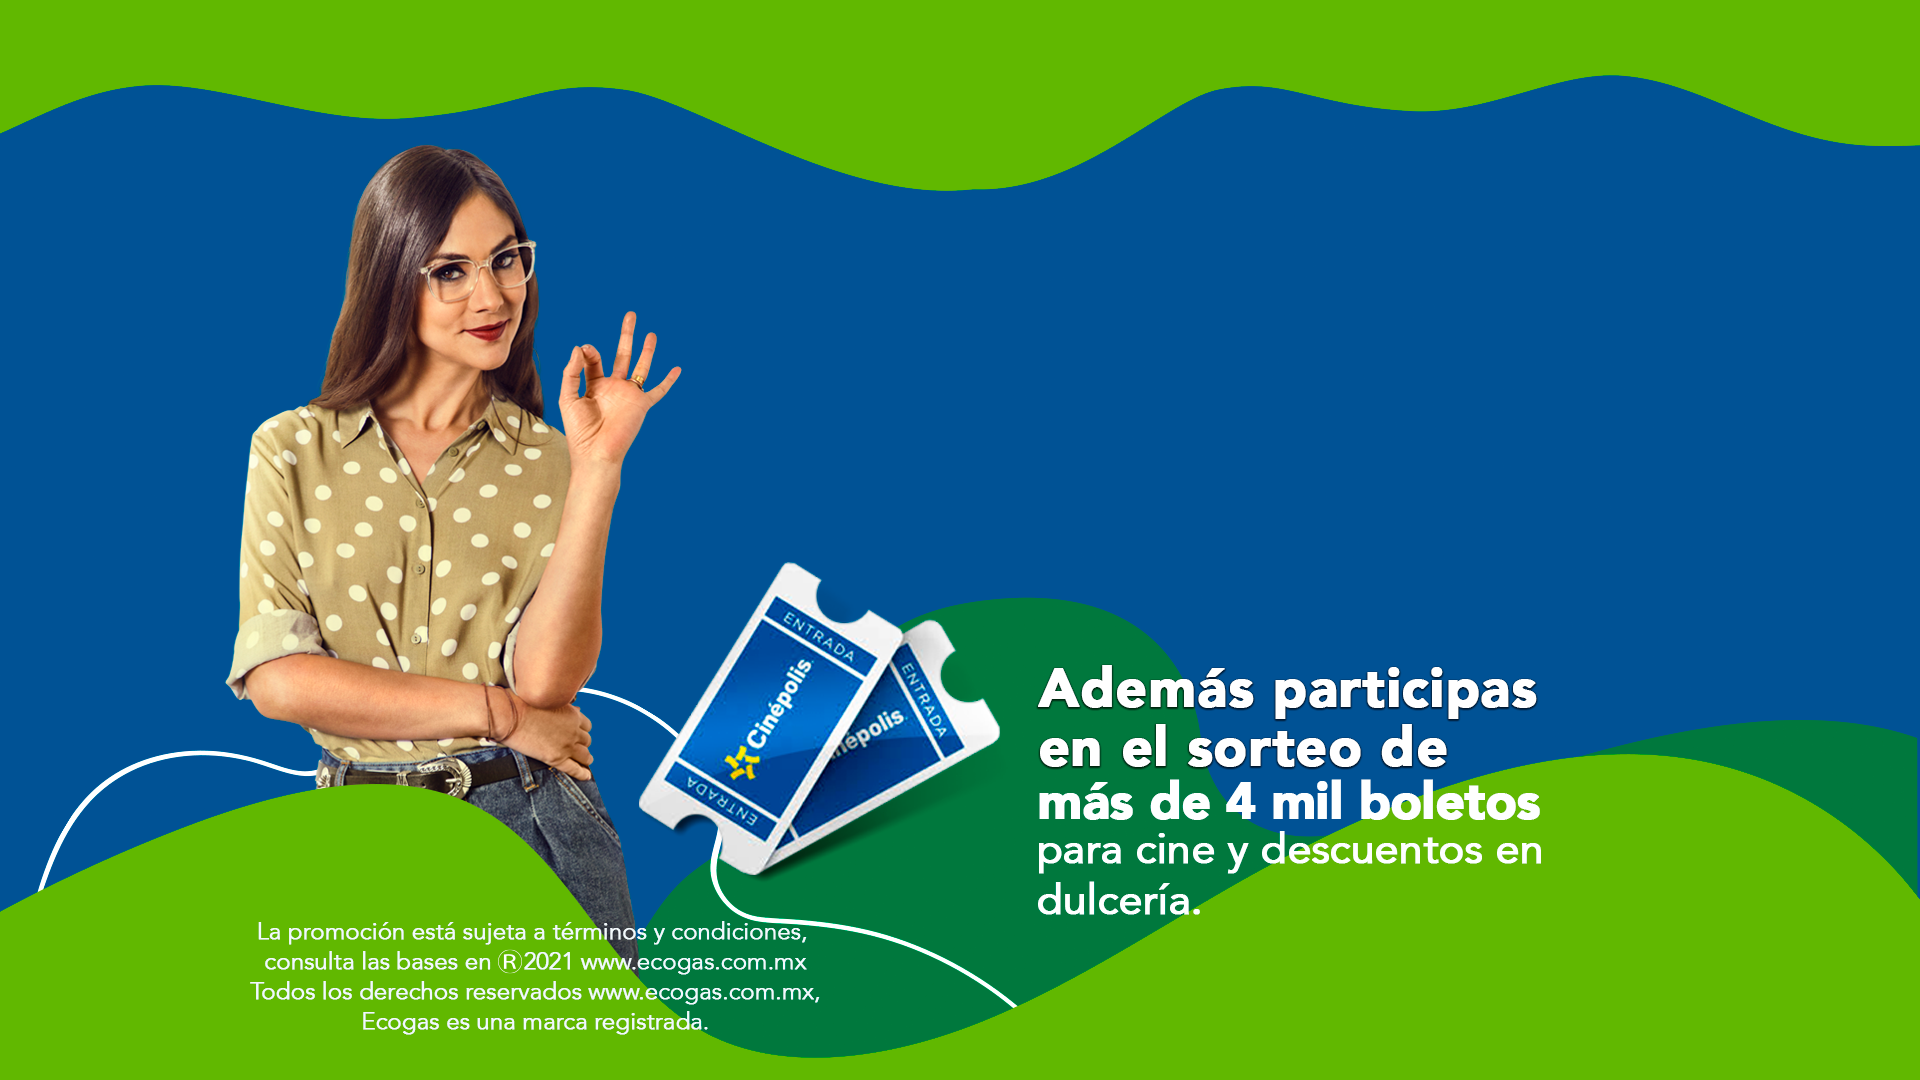 ENTRADA
Cinépolis
ENTRADA
ENTRADA
népolis
Además participas
en el sorteo de
más de 4 mil boletos
para cine y descuentos en
dulcería.
La promoción está sujeta a términos y condiciones,
consulta las bases en Ⓡ2021 www.ecogas.com.mx
Todos los derechos reservados www.ecogas.com.mx,
Ecogas es una marca registrada.